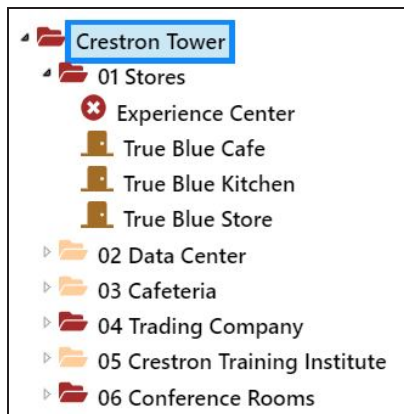 Crestron Tower
01 Stores
Experience Center
True Blue Cafe
True Blue Kitchen
True Blue Store
02 Data Center
03 Cafeteria
04 Trading Company
05 Crestron Training Institute
06 Conference Rooms